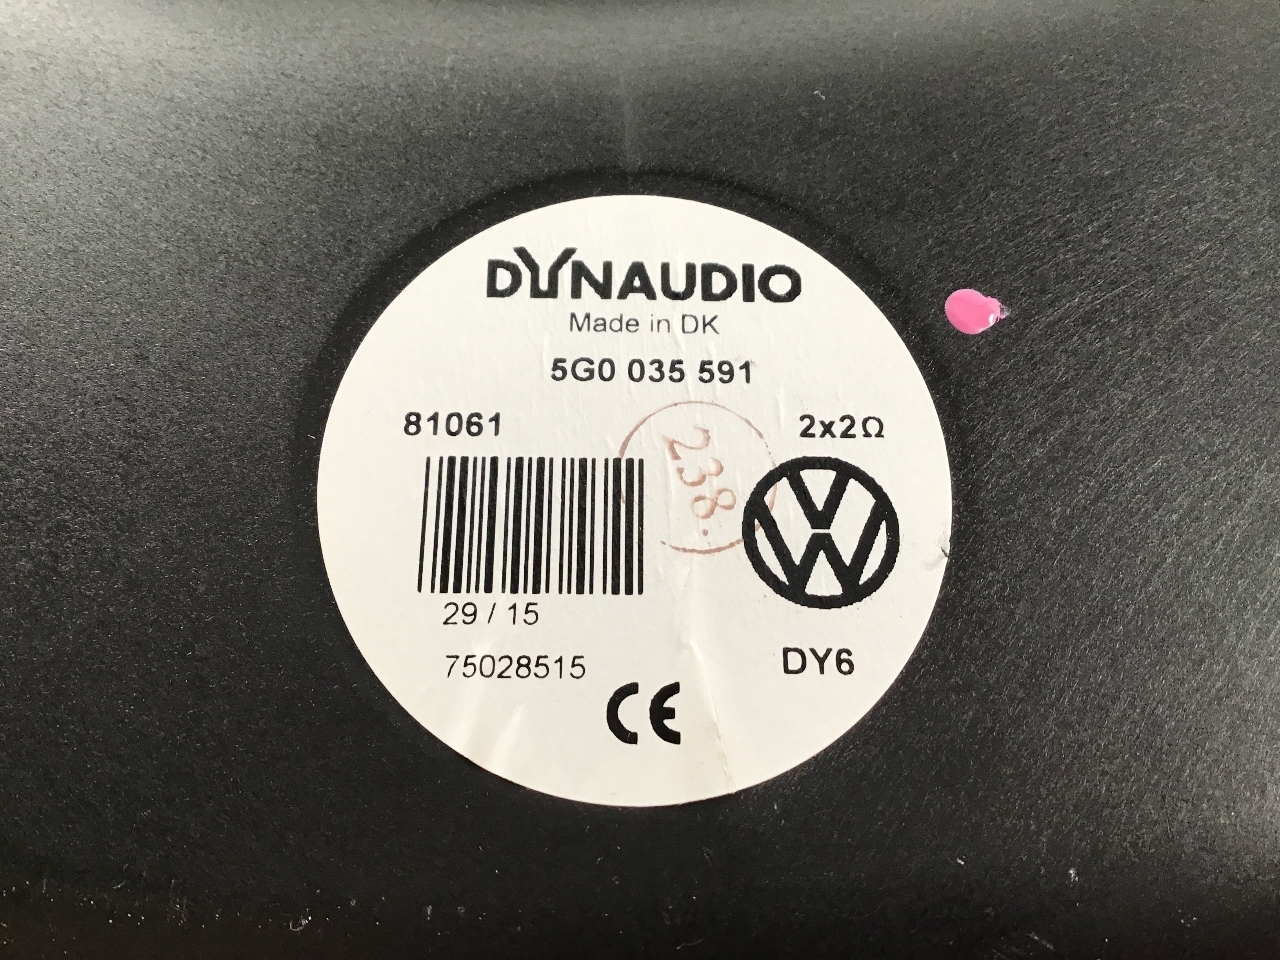 DYNAUDIO
Made in DK
5G0 035 591
81061
2x2Ω
238.
29 / 15
75028515
DY6
CE